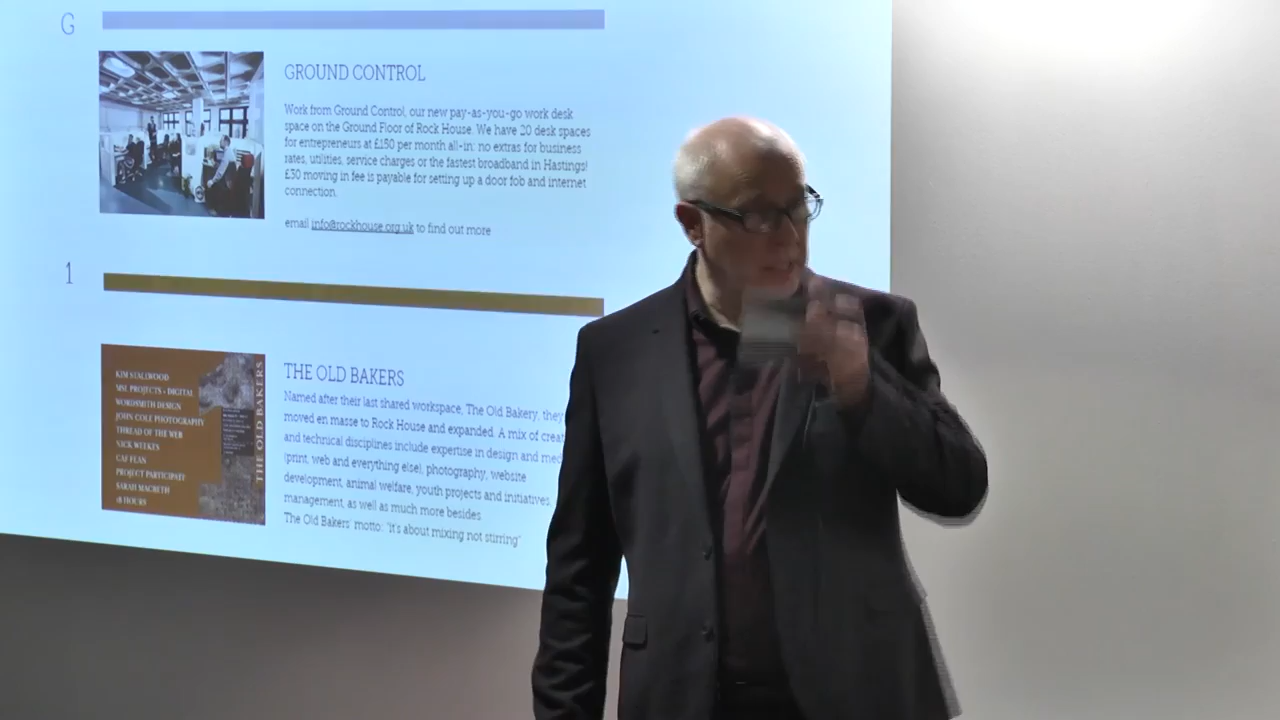 G
GROUND CONTROL
Work from Ground Control, our new pay-as-you-go work desk
space on the Ground Floor of Rock House. We have 20 desk spaces
for entrepreneurs at £150 per month all-in: no extras for business
rates, utilities, service charges or the fastest broadband in Hastings!
£30 moving in fee is payable for setting up a door fob and internet
connection.
email info@rockhouse.org.uk to find out more
1
KIM STALLWOOD
MSL PROJECTS + DIGITAL
WORDSMITH DESIGN
JOHN COLE PHOTOGRAPHY
THREAD OF THE WEB
NICK WEEKES
PROJECT PARTICIPATE
SARAH MACBETH
18 HOURS
THE OLD BAKERS
THE OLD BAKERS
Named after their last shared workspace, The Old Bakery, they
moved en masse to Rock House and expanded. A mix of creat
and technical disciplines include expertise in design and med
(print, web and everything else), photography, website
development, animal welfare, youth projects and initiatives,
management, as well as much more besides
The Old Bakers' motto: "it's about mixing not stirring"